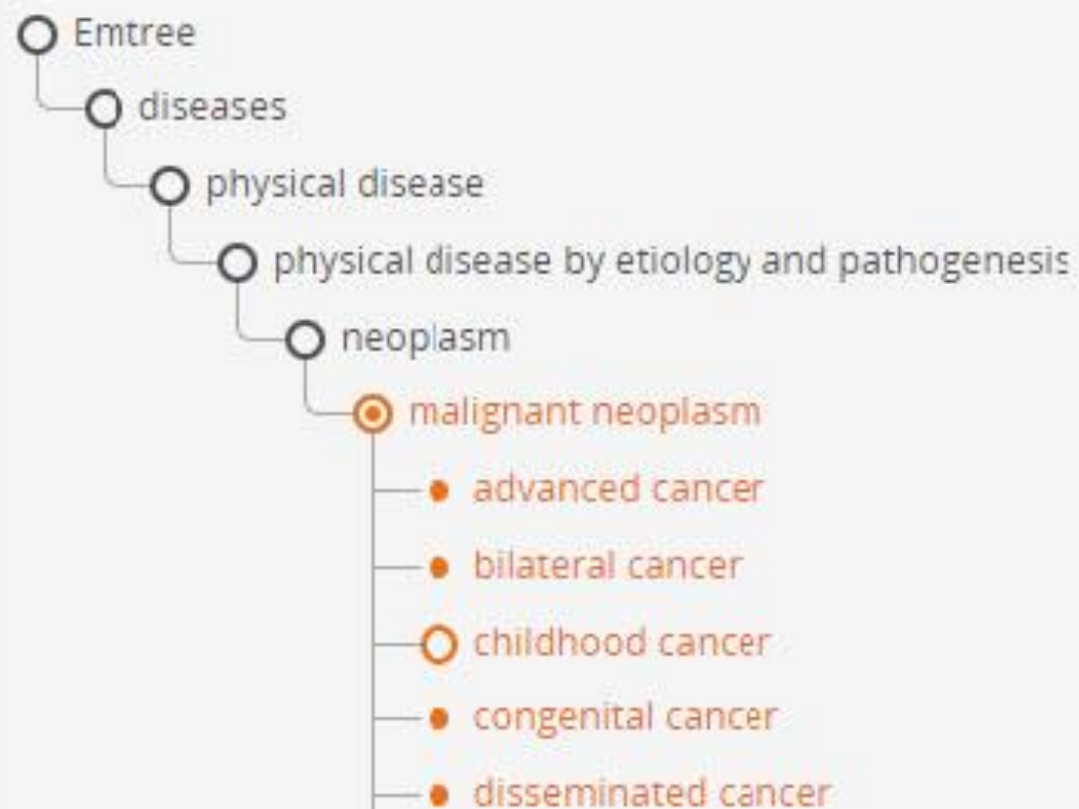 Emtree
diseases
physical disease
physical disease by etiology and pathogenesis
neoplasm
malignant neoplasm
advanced cancer
bilateral cancer
childhood cancer
congenital cancer
disseminated cancer